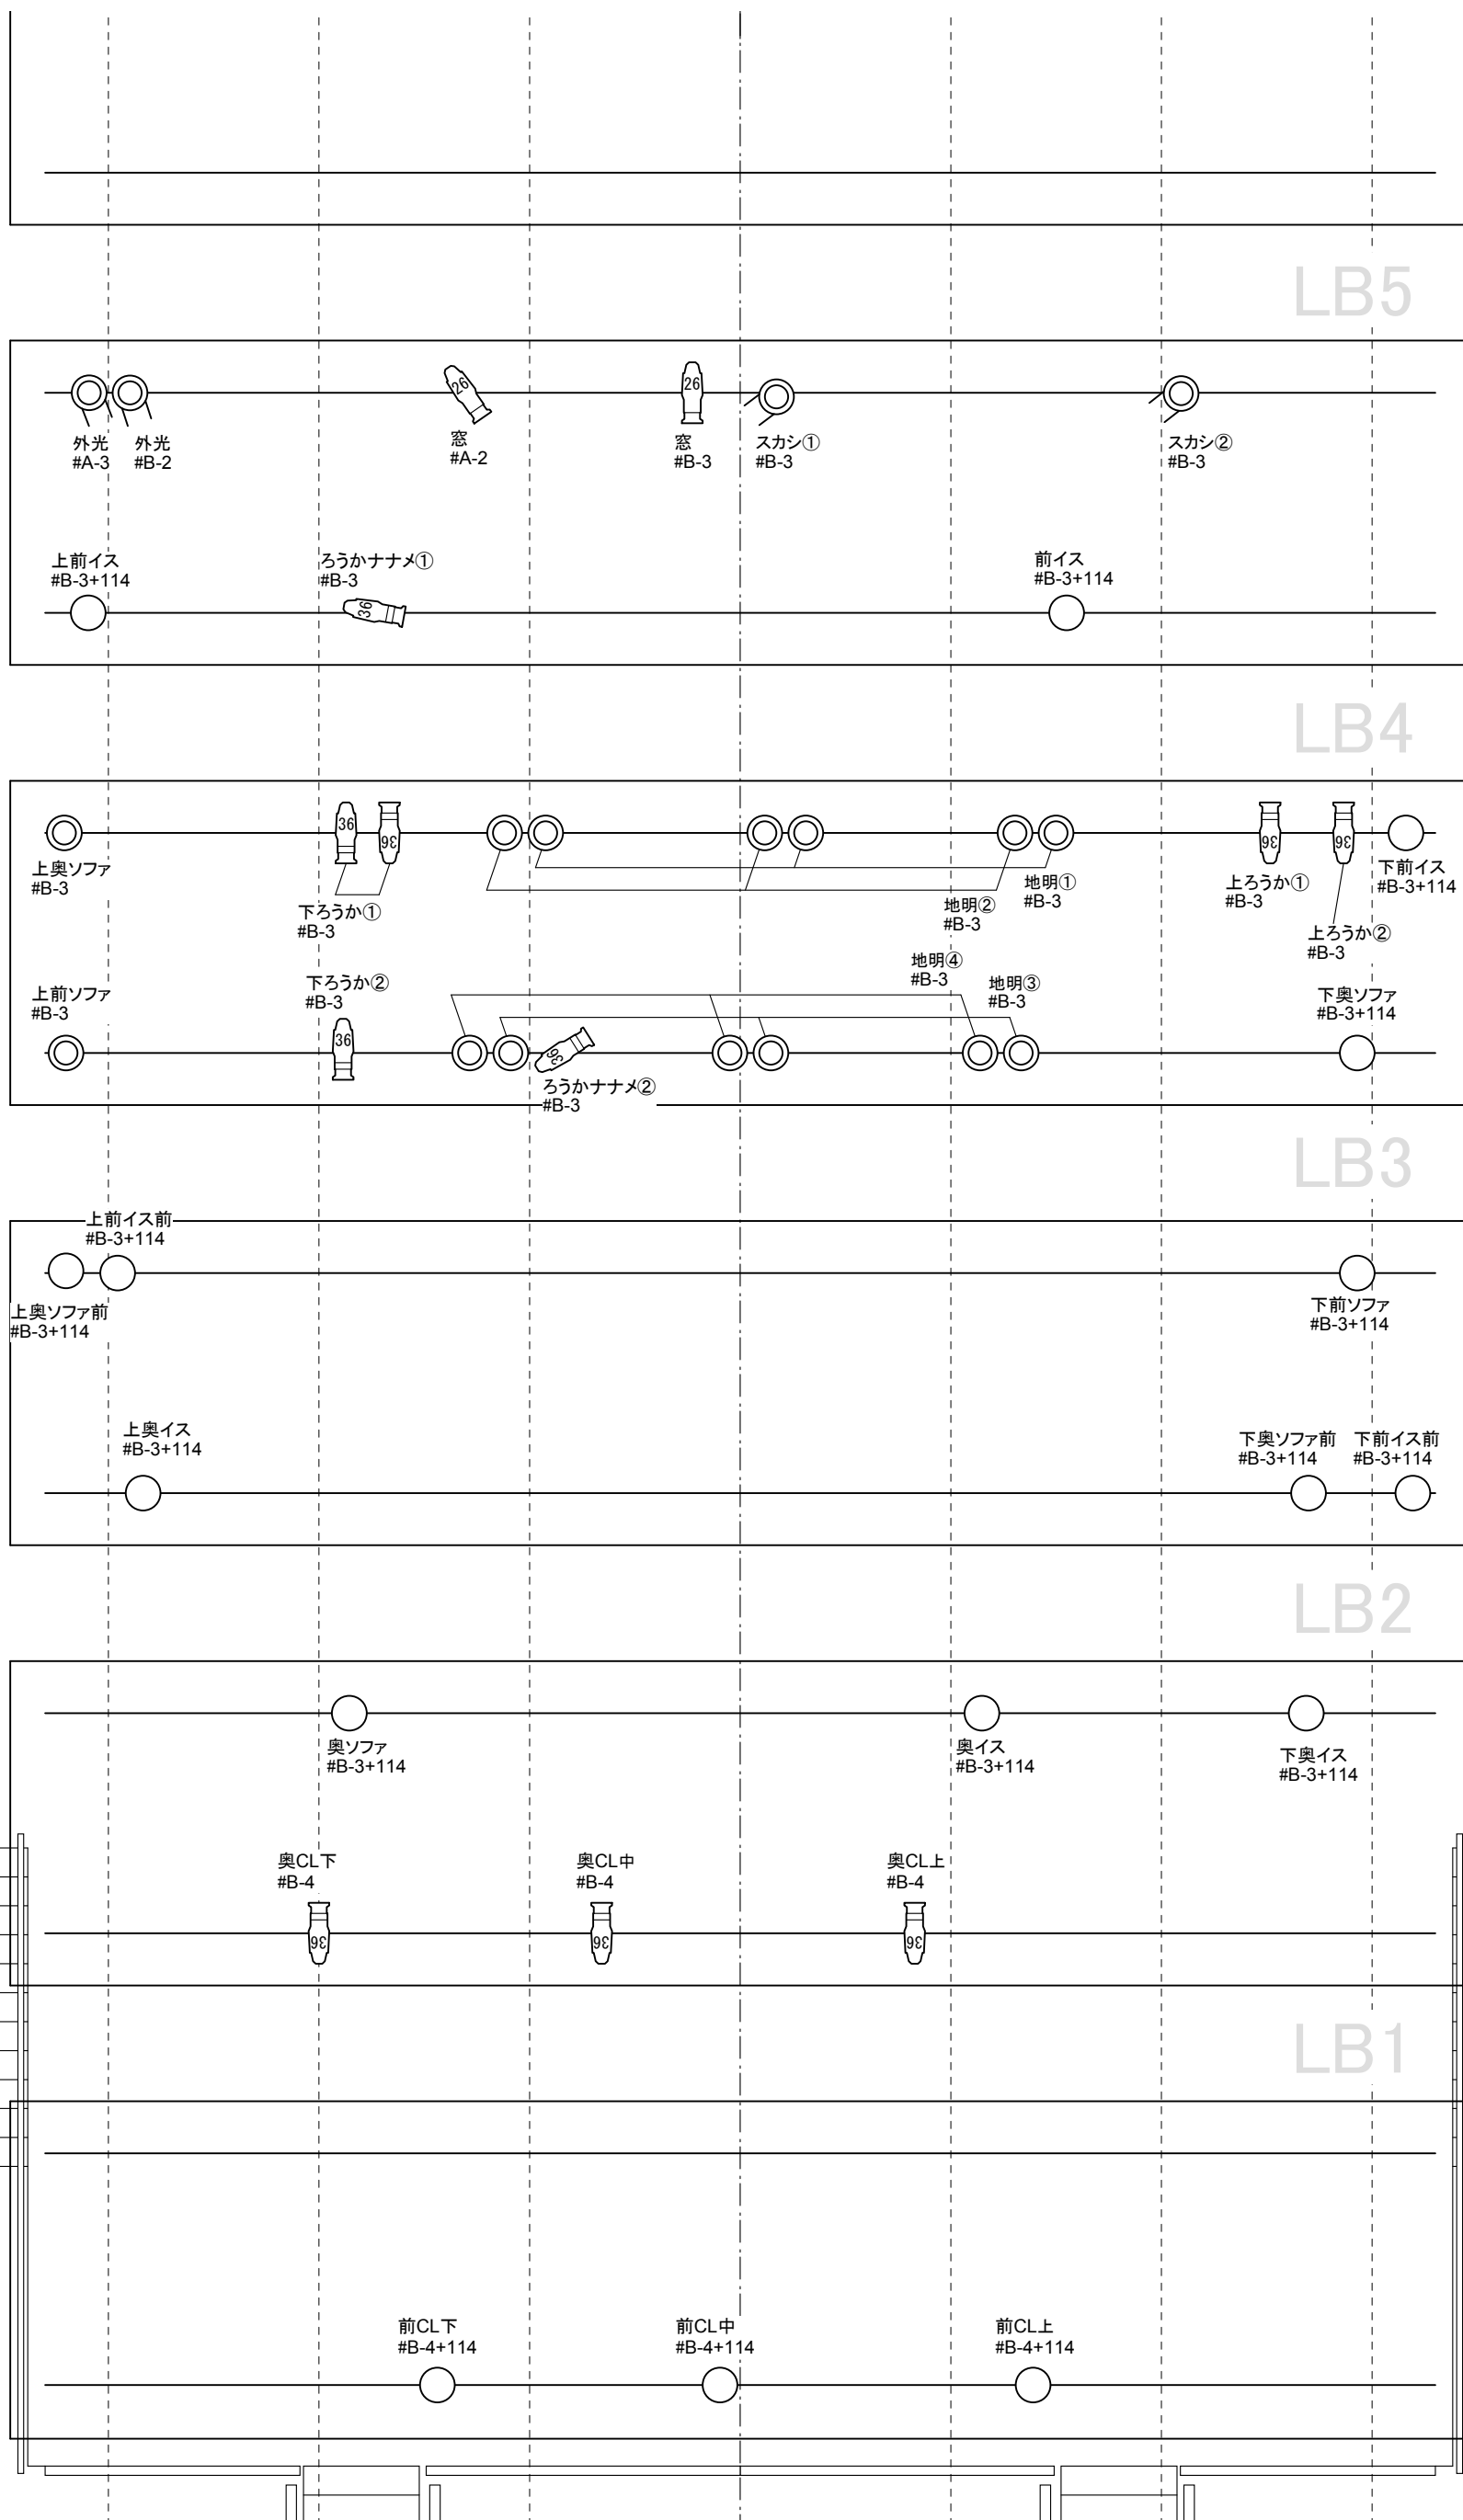 LB5
26
26
外光
#A-3
外光
#B-2
窓
#A-2
窓
#B-3
スカシ①
#B-3
スカシ②
#B-3
上前イス
#B-3+114
ろうかナナメ①
#B-3
36
前イス
#B-3+114
LB4
36
36
36
36
上奥ソファ
#B-3
下ろうか①
#B-3
地明②
#B-3
地明①
#B-3
上ろうか①
#B-3
上ろうか②
#B-3
下前イス
#B-3+114
上前ソファ
#B-3
下ろうか②
#B-3
36
36
ろうかナナメ②
#B-3
地明④
#B-3
地明③
#B-3
下奥ソファ
#B-3+114
LB3
上前イス前
#B-3+114
上奥ソファ前
#B-3+114
下前ソファ
#B-3+114
上奥イス
#B-3+114
下奥ソファ前
#B-3+114
下前イス前
#B-3+114
LB2
奥ソファ
#B-3+114
奥イス
#B-3+114
下奥イス
#B-3+114
奥CL下
#B-4
奥CL中
#B-4
奥CL上
#B-4
36
36
36
LB1
前CL下
#B-4+114
前CL中
#B-4+114
前CL上
#B-4+114